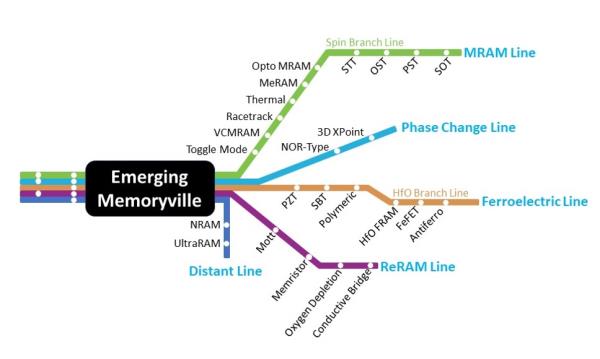 Spin Branch Line
MRAM Line
STT
OST
PST
SOT
Opto MRAM
MeRAM
Thermal
Racetrack
VCMRAM
Toggle Mode
Phase Change Line
3D XPoint
NOR-Type
Emerging
Memoryville
HfO Branch Line
Ferroelectric Line
PZT
SBT
Polymeric
HfO FRAM
FeFET
Antiferro
NRAM
UltraRAM
Distant Line
Mott
Memristor
Oxygen Depletion
Conductive Bridge
ReRAM Line